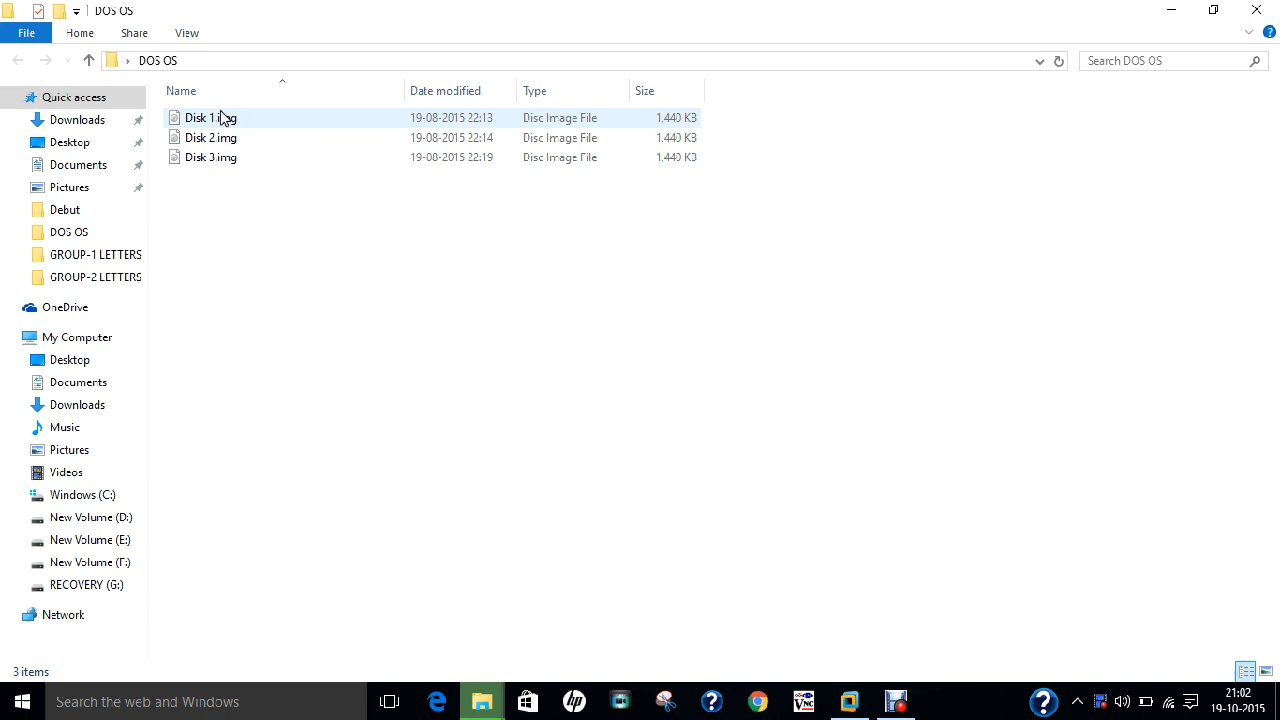 DOS OS
File Home Share View
DOS OS Search DOS OS
Name Date modified Type Size
Disk 1.img 19-08-2015 22:13 Disc Image File 1,440 KB
Disk 2.img 19-08-2015 22:14 Disc Image File 1,440 KB
Disk 3.img 19-08-2015 22:19 Disc Image File 1,440 KB
Quick access
Downloads
Desktop
Documents
Pictures
Debut
DOS OS
GROUP-1 LETTERS
GROUP-2 LETTERS
OneDrive
My Computer
Desktop
Documents
Downloads
Music
Pictures
Videos
Windows (C:)
New Volume (D:)
New Volume (E:)
New Volume (F:)
RECOVERY (G:)
Network
3 items
Search the web and Windows
hp
VNC
21:02
19-10-2015